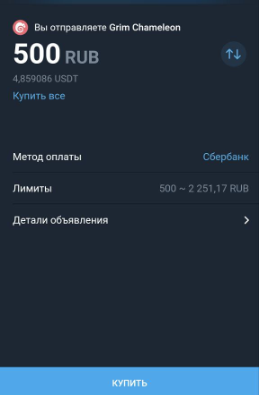 Вы отправляете Grim Chameleon
500 RUB
4,859086 USDT
Купить все
Метод оплаты Сбербанк
Лимиты 500 ~ 2 251,17 RUB
Детали объявления
КУПИТЬ